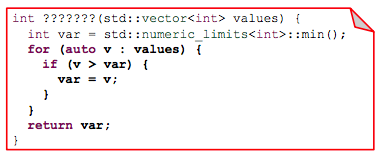 int ???????(std::vector<int> values) {
  int var = std::numeric_limits<int>::min();
  for (auto v : values) {
    if (v > var) {
      var = v;
    }
  }
  return var;
}